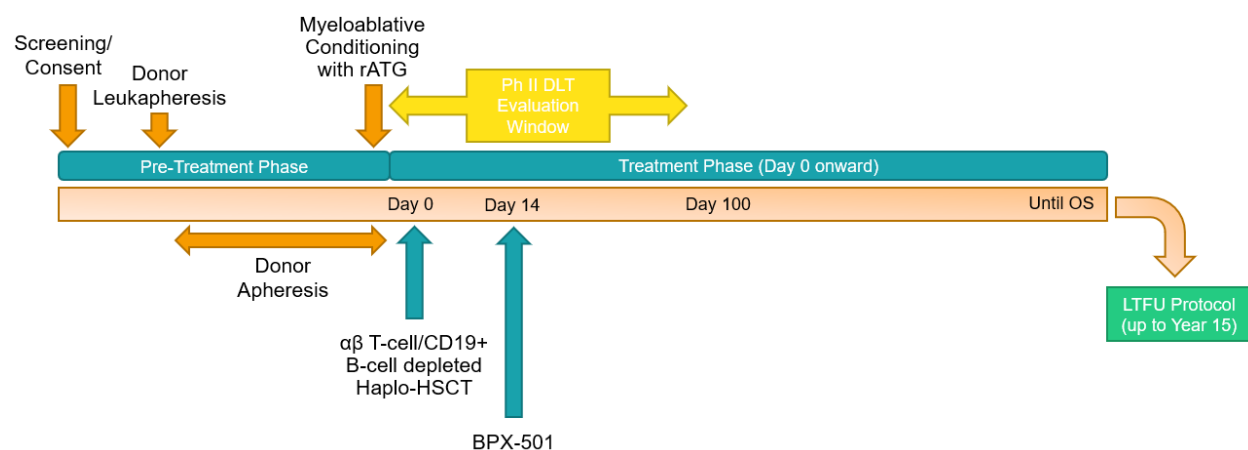 Screening/
Consent
Donor
Leukapheresis
Myeloablative
Conditioning
with rATG
Ph II DLT
Evaluation
Window
Pre-Treatment Phase
Treatment Phase (Day 0 onward)
Day 0
Day 14
Day 100
Until OS
Donor
Apheresis
LTFU Protocol
(up to Year 15)
αβ T-cell/CD19+
B-cell depleted
Haplo-HSCT
BPX-501